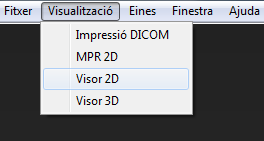 Fitxer Visualització Eines Finestra Ajuda
Impressió DICOM
MPR 2D
Visor 2D
Visor 3D